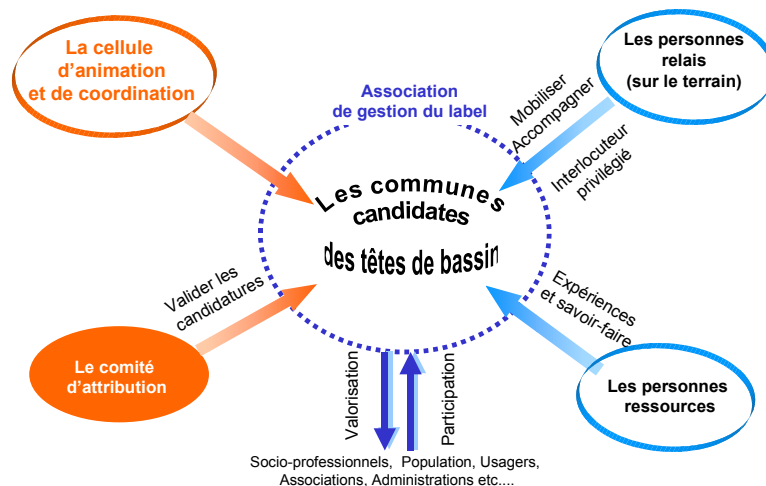 La cellule
d'animation
et de coordination
Association
de gestion du label
Les personnes
relais
(sur le terrain)
Mobiliser
Accompagner
Interlocuteur
privilégié
Les communes
candidates
des têtes de bassin
Valider les
candidatures
Expériences
et savoir-faire
Le comité
d'attribution
Les personnes
ressources
Valorisation
Participation
Socio-professionnels, Population, Usagers,
Associations, Administrations etc....